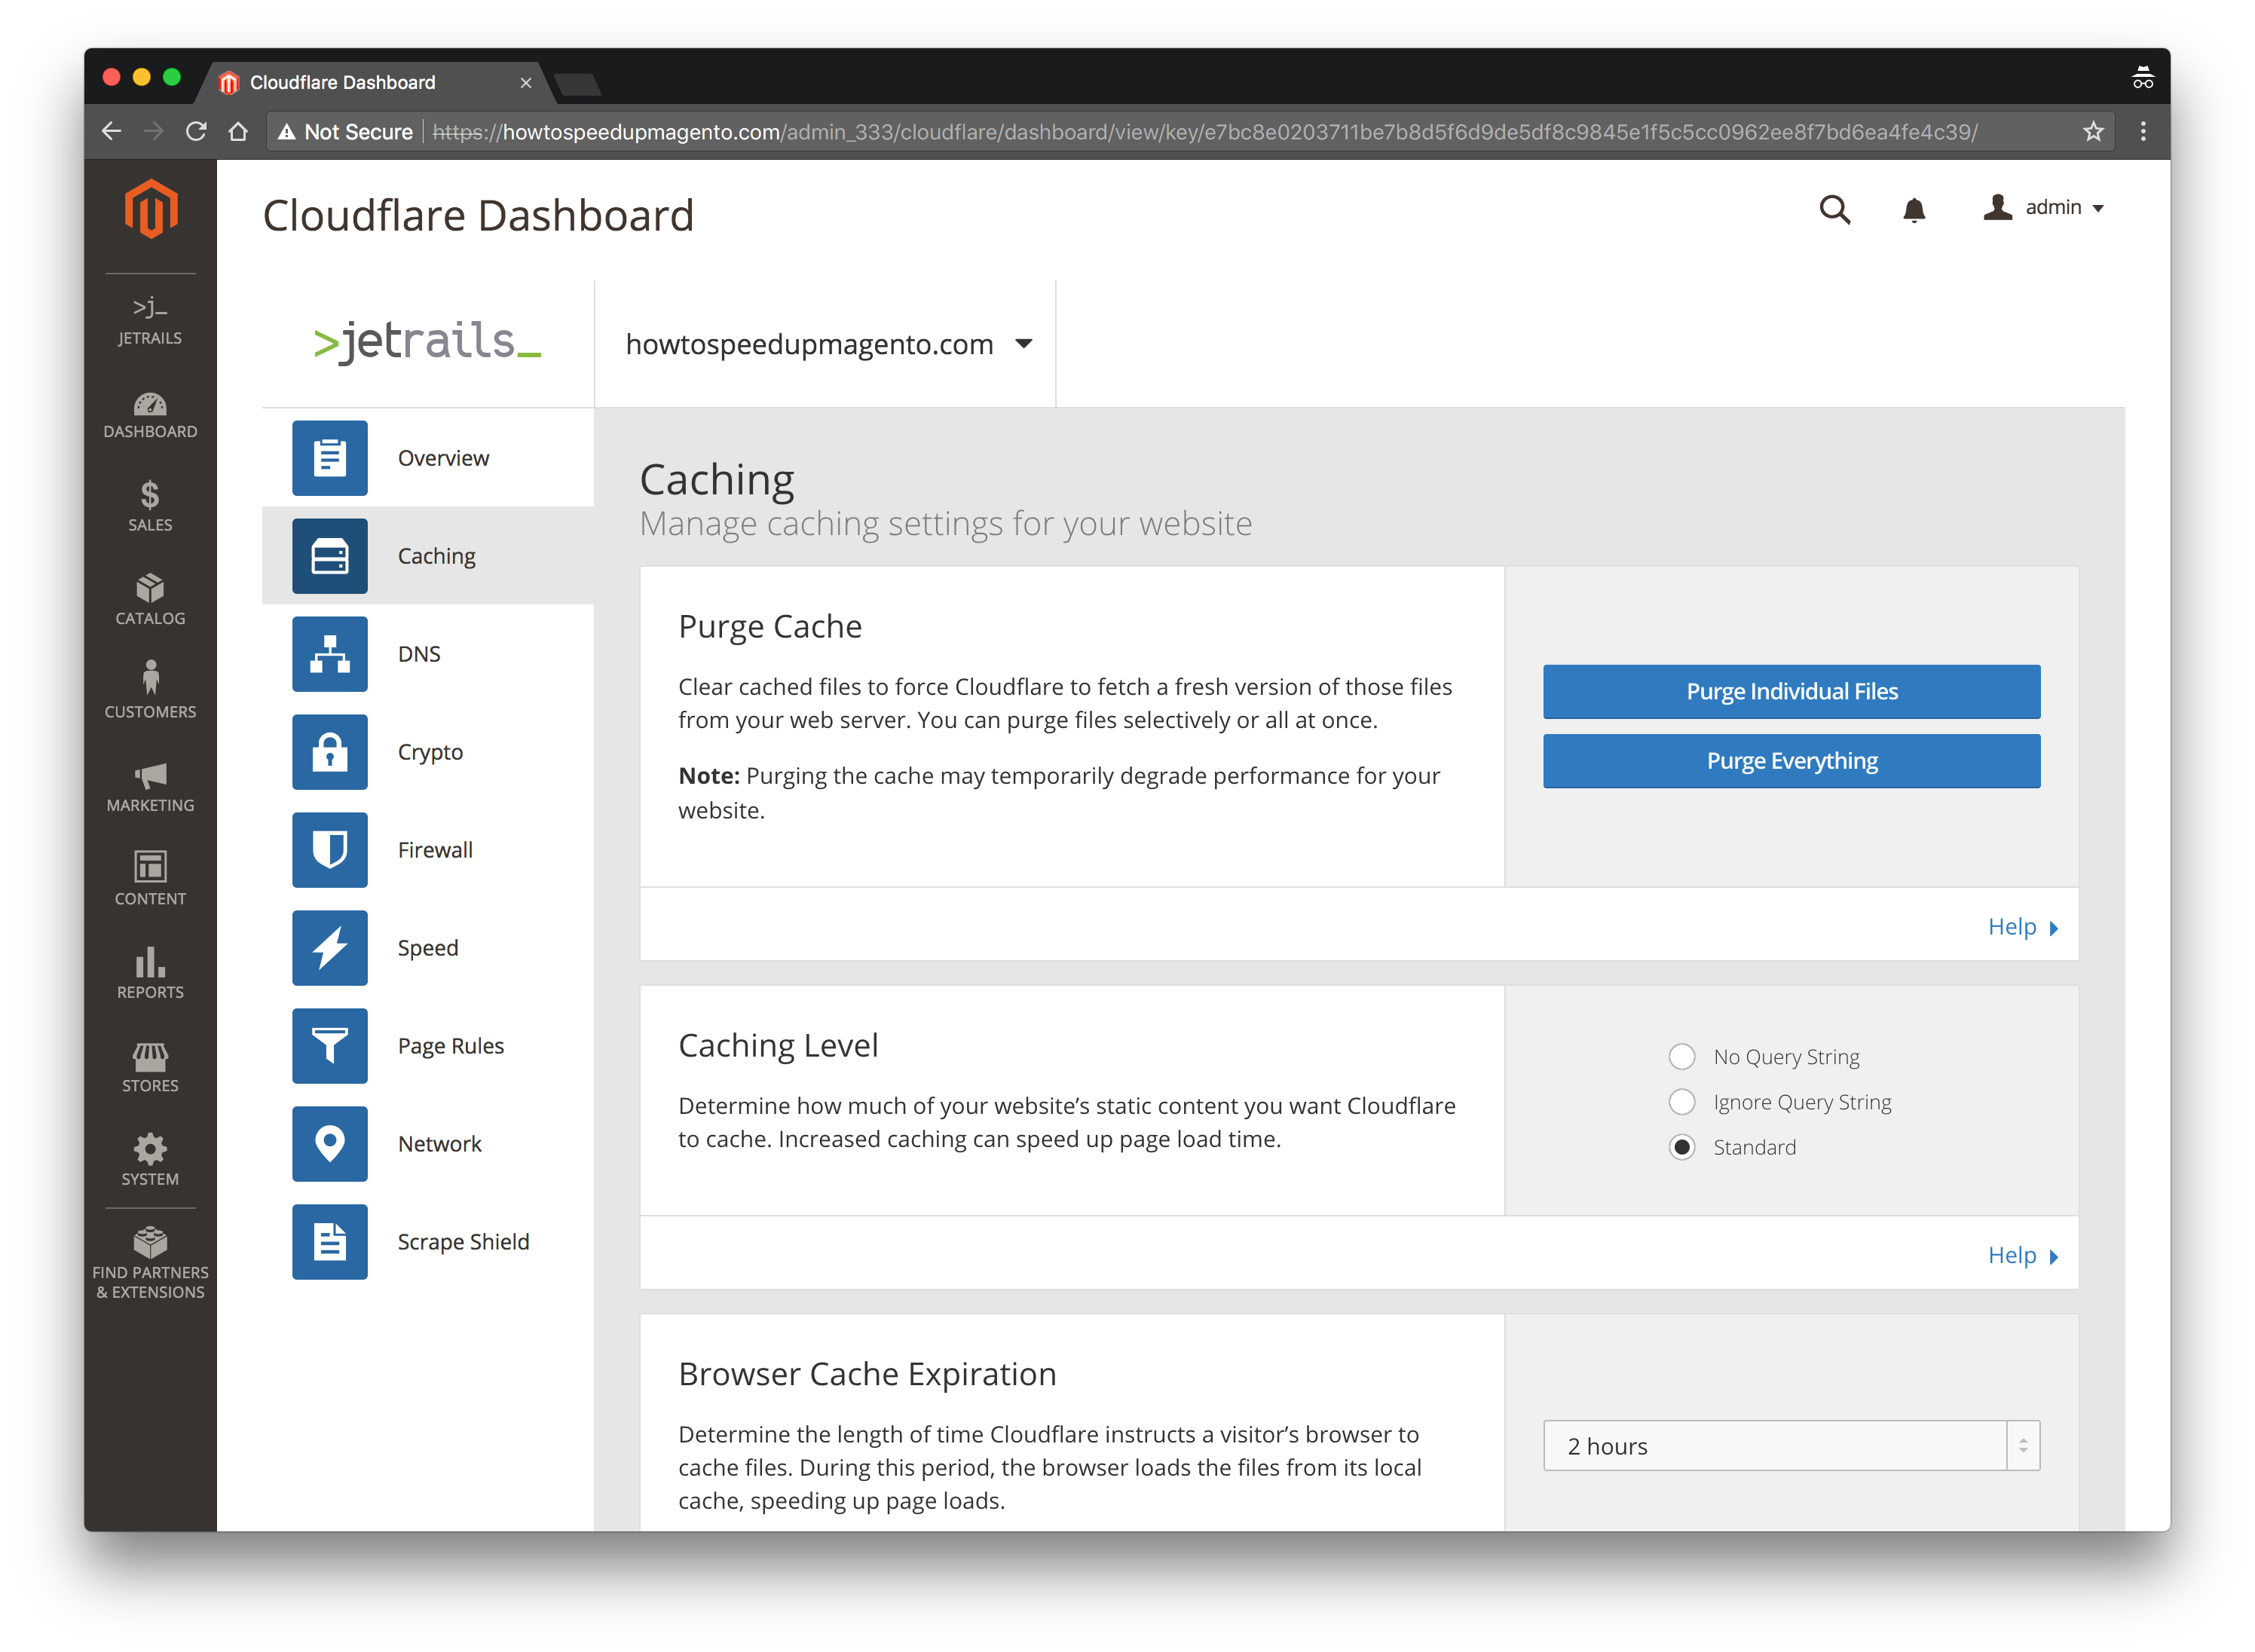 Cloudflare Dashboard
Not Secure https://howtospeedupmagento.com/admin_333/cloudflare/dashboard/view/key/e7bc8e0203711be7b8d5f6d9de5df8c9845e1f5c5cc0962ee8f7bd6ea4fe4c39/
Cloudflare Dashboard
admin
>j_
JETRAILS
DASHBOARD
SALES
CATALOG
CUSTOMERS
MARKETING
CONTENT
REPORTS
STORES
SYSTEM
FIND PARTNERS
& EXTENSIONS
>jetrails_
howtospeedupmagento.com
Overview
Caching
DNS
Crypto
Firewall
Speed
Page Rules
Network
Scrape Shield
Caching
Manage caching settings for your website
Purge Cache
Clear cached files to force Cloudflare to fetch a fresh version of those files
from your web server. You can purge files selectively or all at once.
Note: Purging the cache may temporarily degrade performance for your
website.
Purge Individual Files
Purge Everything
Help
Caching Level
Determine how much of your website’s static content you want Cloudflare
to cache. Increased caching can speed up page load time.
No Query String
Ignore Query String
Standard
Help
Browser Cache Expiration
Determine the length of time Cloudflare instructs a visitor’s browser to
cache files. During this period, the browser loads the files from its local
cache, speeding up page loads.
2 hours